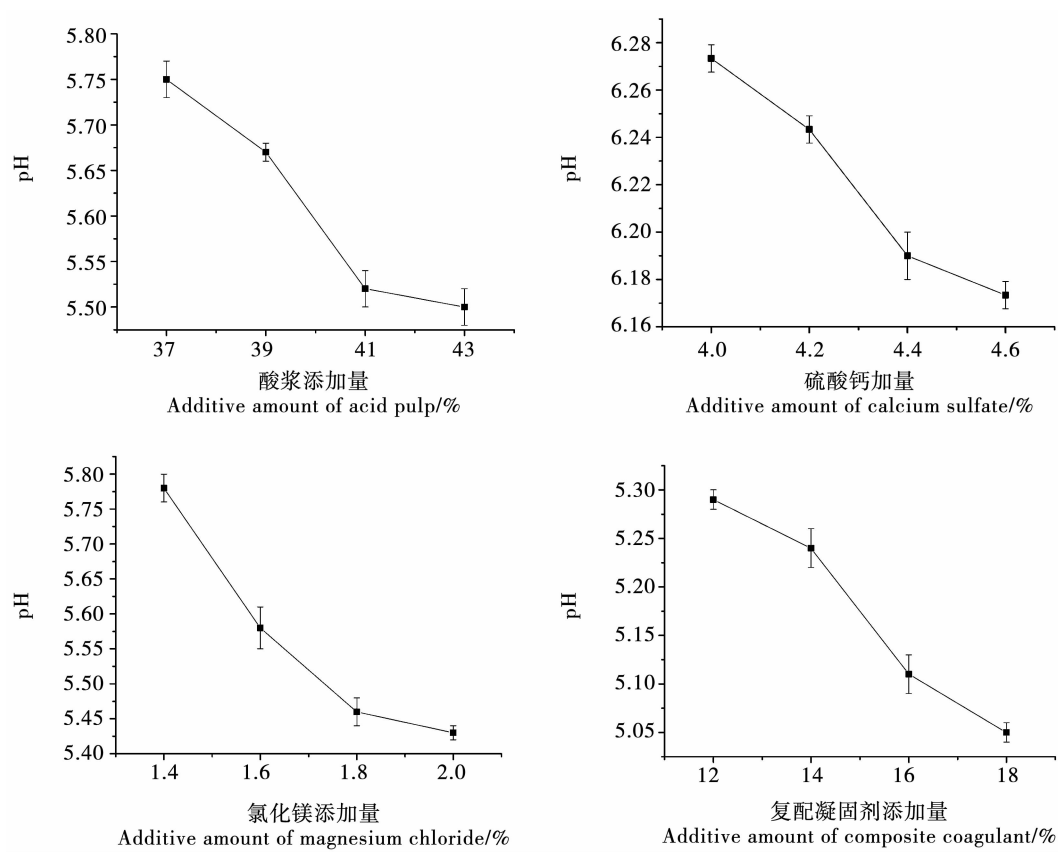 5.80
5.75
5.70
5.65
5.60
5.55
5.50
pH
37 39 41 43
酸浆添加量
Additive amount of acid pulp/%
6.28
6.26
6.24
6.22
6.20
6.18
6.16
pH
4.0 4.2 4.4 4.6
硫酸钙加量
Additive amount of calcium sulfate/%
5.80
5.75
5.70
5.65
5.60
5.55
5.50
5.45
5.40
pH
1.4 1.6 1.8 2.0
氯化镁添加量
Additive amount of magnesium chloride/%
5.30
5.25
5.20
5.15
5.10
5.05
pH
12 14 16 18
复配凝固剂添加量
Additive amount of composite coagulant/%